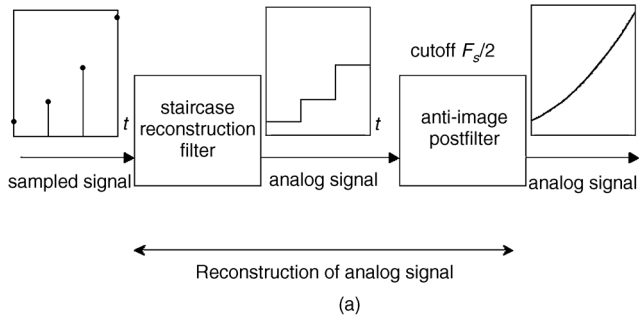 cutoff Fs/2
t
staircase
reconstruction
filter
t
anti-image
postfilter
sampled signal
analog signal
analog signal
Reconstruction of analog signal
(a)